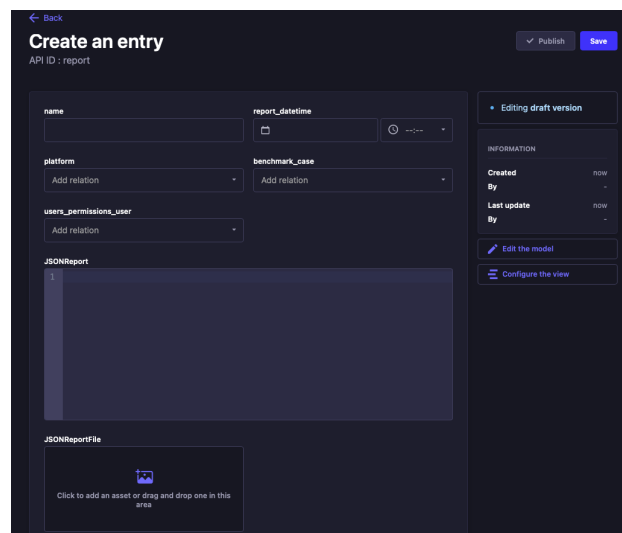 Back
Create an entry
API ID : report
Publish
Save
name
report_datetime
--:--
platform
Add relation
benchmark_case
Add relation
users_permissions_user
Add relation
JSONReport
1
JSONReportFile
Click to add an asset or drag and drop one in this
area
Editing draft version
INFORMATION
Created now
By -
Last update now
By -
Edit the model
Configure the view